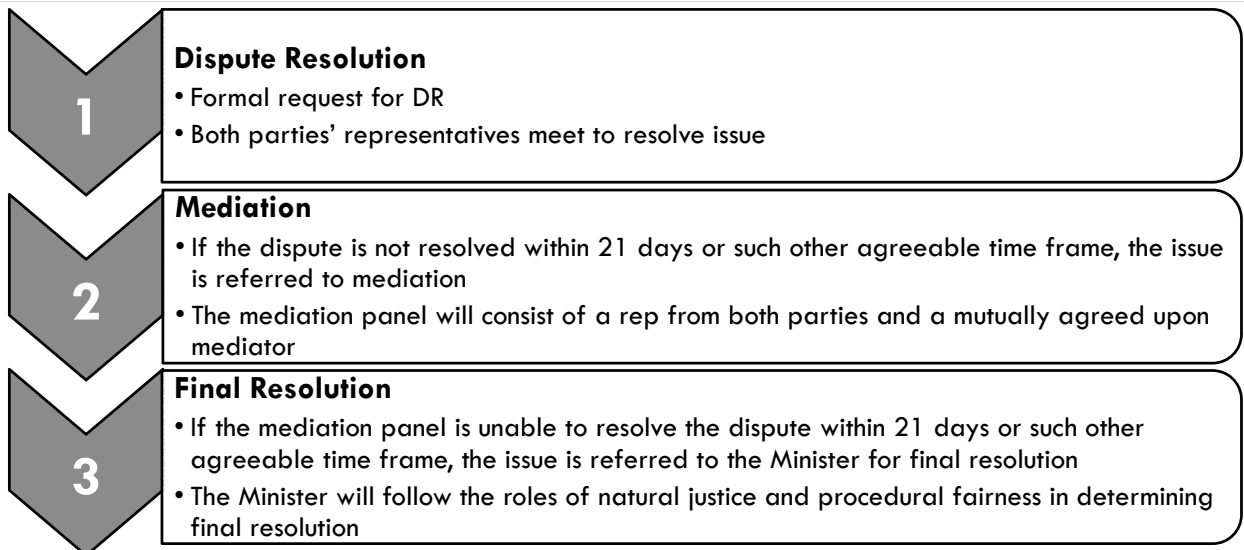 1
Dispute Resolution
• Formal request for DR
• Both parties’ representatives meet to resolve issue
2
Mediation
• If the dispute is not resolved within 21 days or such other agreeable time frame, the issue
is referred to mediation
• The mediation panel will consist of a rep from both parties and a mutually agreed upon
mediator
3
Final Resolution
• If the mediation panel is unable to resolve the dispute within 21 days or such other
agreeable time frame, the issue is referred to the Minister for final resolution
• The Minister will follow the roles of natural justice and procedural fairness in determining
final resolution